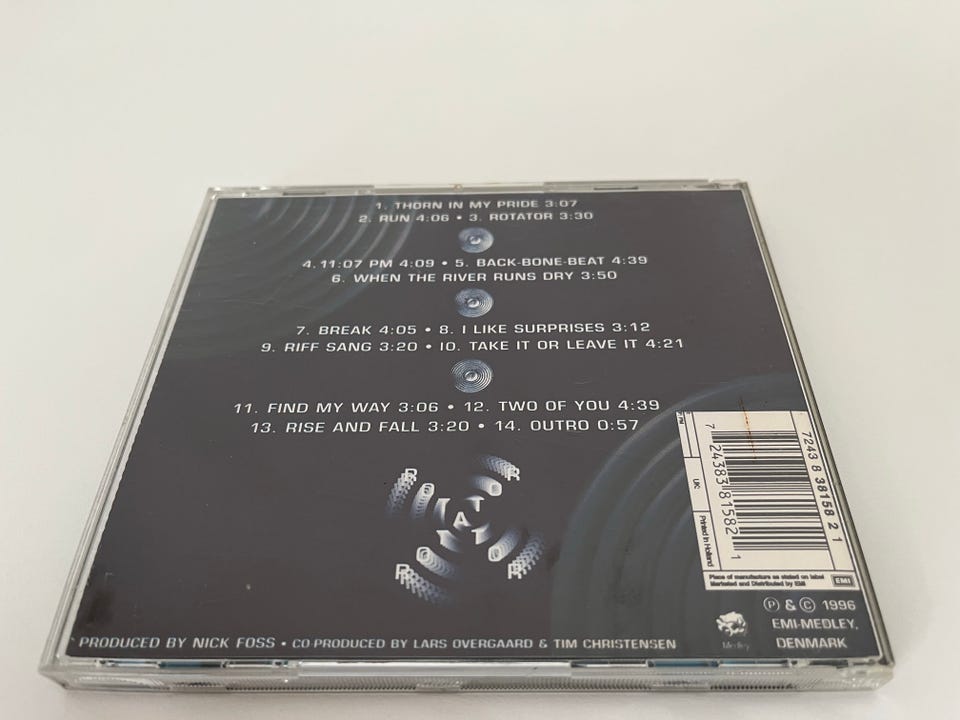 1. THORN IN MY PRIDE 3:07
2. RUN 4:06 • 3. ROTATOR 3:30
4. 11:07 PM 4:09 • 5. BACK-BONE-BEAT 4:39
6. WHEN THE RIVER RUNS DRY 3:50
7. BREAK 4:05 • 8. I LIKE SURPRISES 3:12
9. RIFF SANG 3:20 • 10. TAKE IT OR LEAVE IT 4:21
11. FIND MY WAY 3:06 • 12. TWO OF YOU 4:39
13. RISE AND FALL 3:20 • 14. OUTRO 0:57
ROTATOR
7243 8 38158 2 1
7 24383 81582 1
UK:
Printed in Holland
Place of manufacture as stated on label
Marketed and Distributed by EMI
EMI
℗ & © 1996
EMI-MEDLEY,
DENMARK
Medley
PRODUCED BY NICK FOSS • CO-PRODUCED BY LARS OVERGAARD & TIM CHRISTENSEN